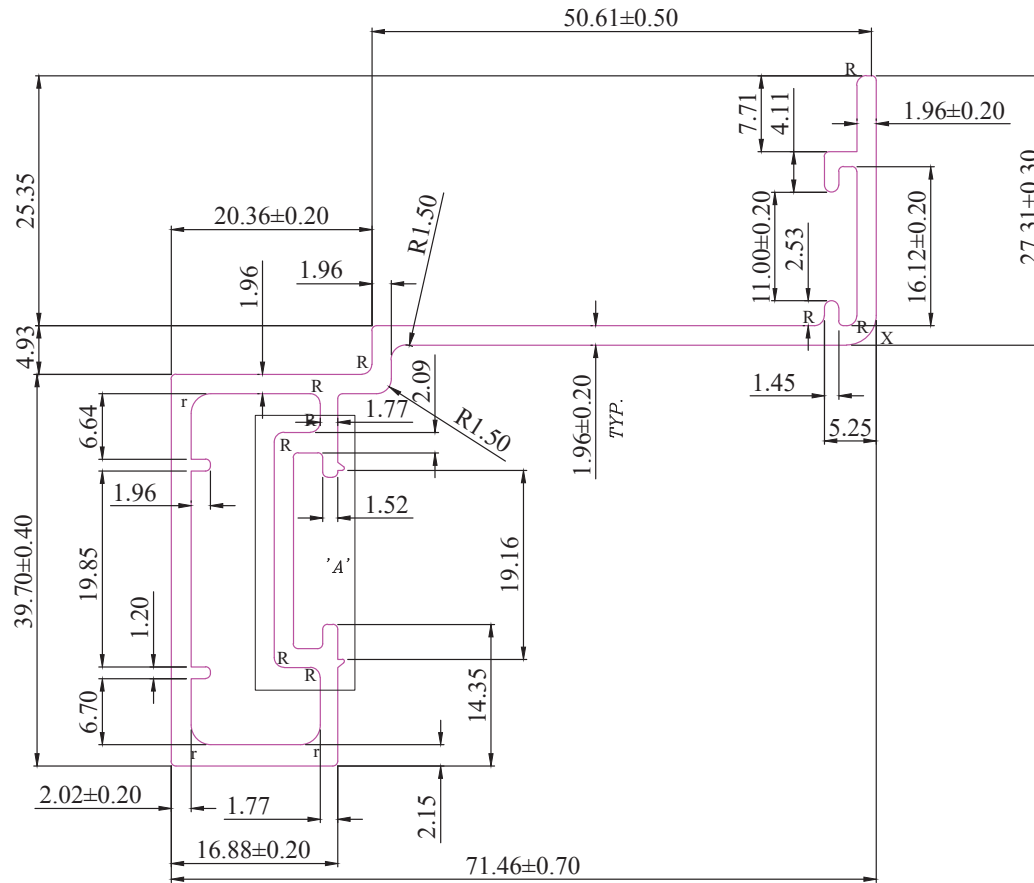 50.61±0.50
R
7.71
4.11
1.96±0.20
25.35
20.36±0.20
R1.50
1.96
1.96
11.00±0.20
2.53
16.12±0.20
27.31±0.30
4.93
R
R
R
X
r
R
2.09
1.77
R
R
R1.50
1.96±0.20
TYP.
1.45
5.25
6.64
1.96
1.52
39.70±0.40
19.85
'A'
19.16
1.20
R
R
14.35
6.70
r
r
2.02±0.20
1.77
2.15
16.88±0.20
71.46±0.70